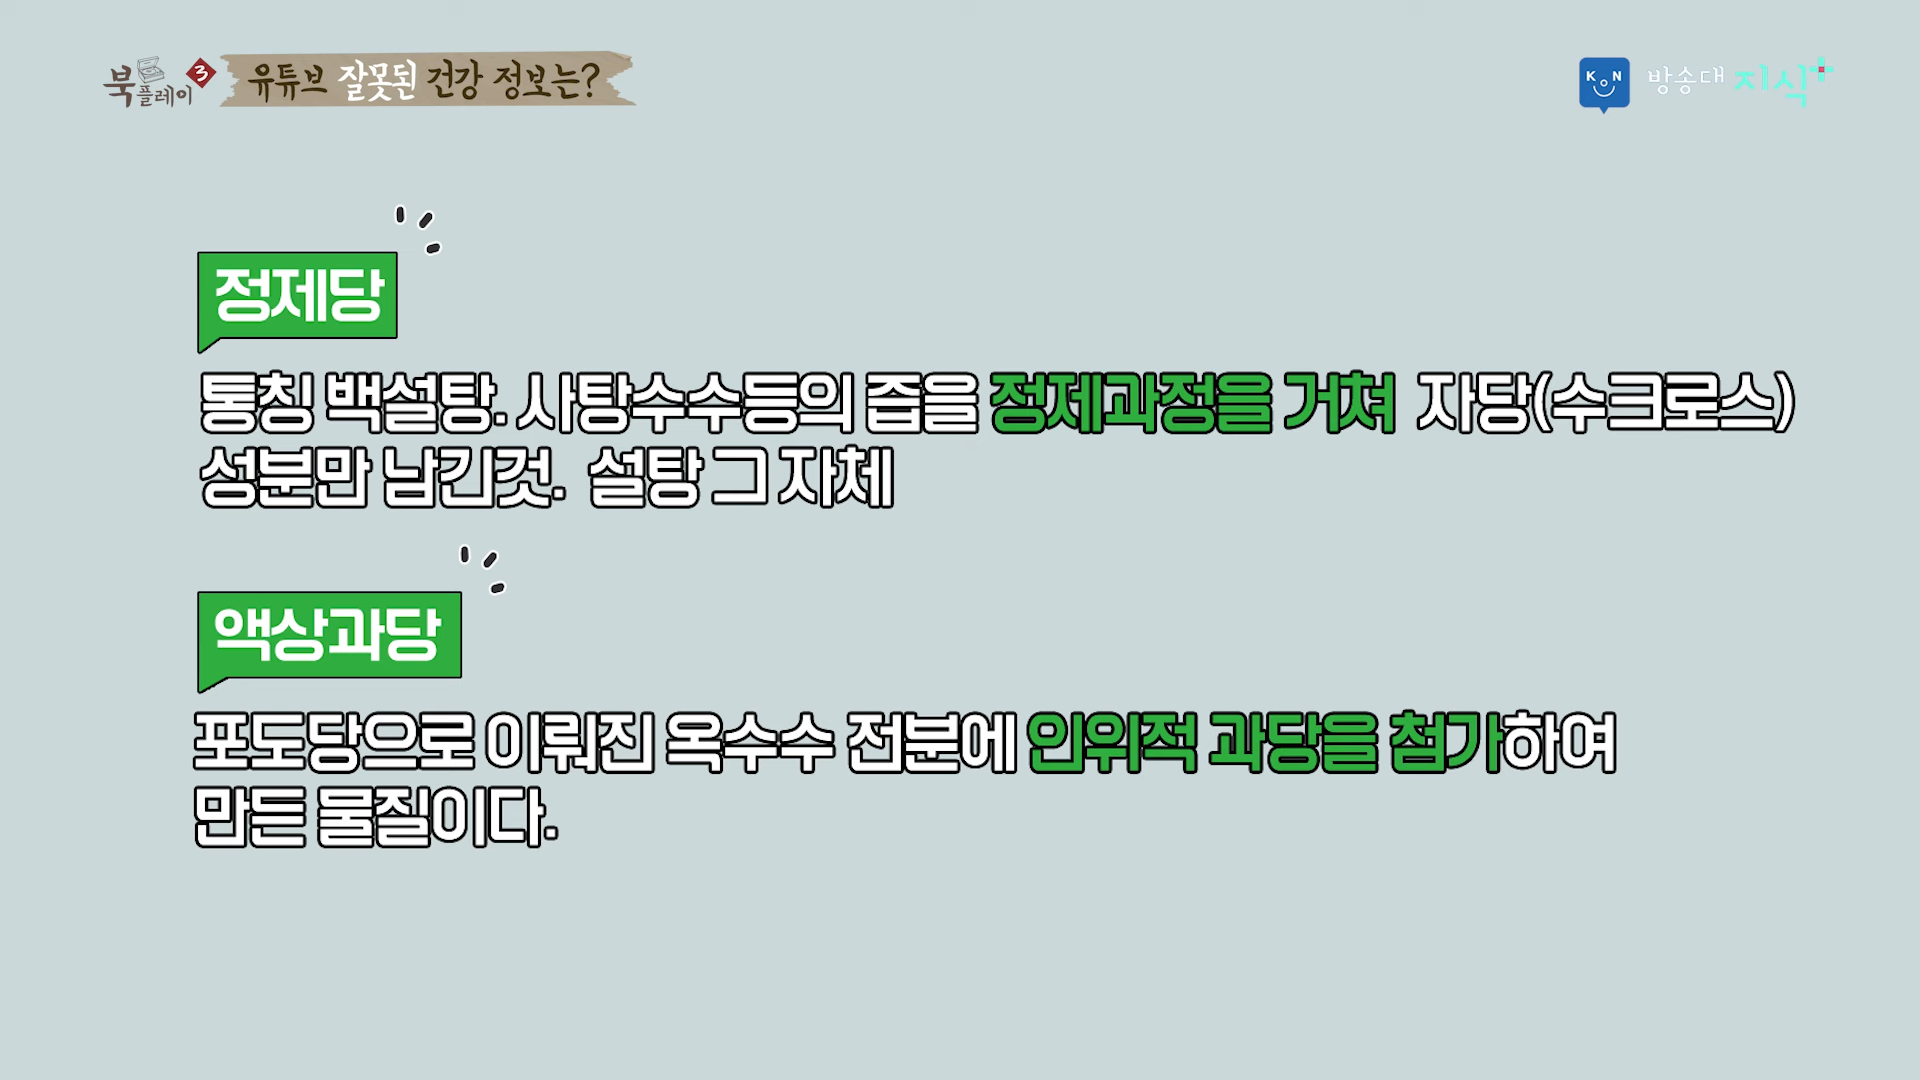 북플레이 3 유튜브 잘못된 건강 정보는?
KON 방송대 지식+
정제당
통칭 백설탕. 사탕수수등의 즙을 정제과정을 거쳐 자당(수크로스)
성분만 남긴것. 설탕 그 자체
액상과당
포도당으로 이뤄진 옥수수 전분에 인위적 과당을 첨가하여
만든 물질이다.